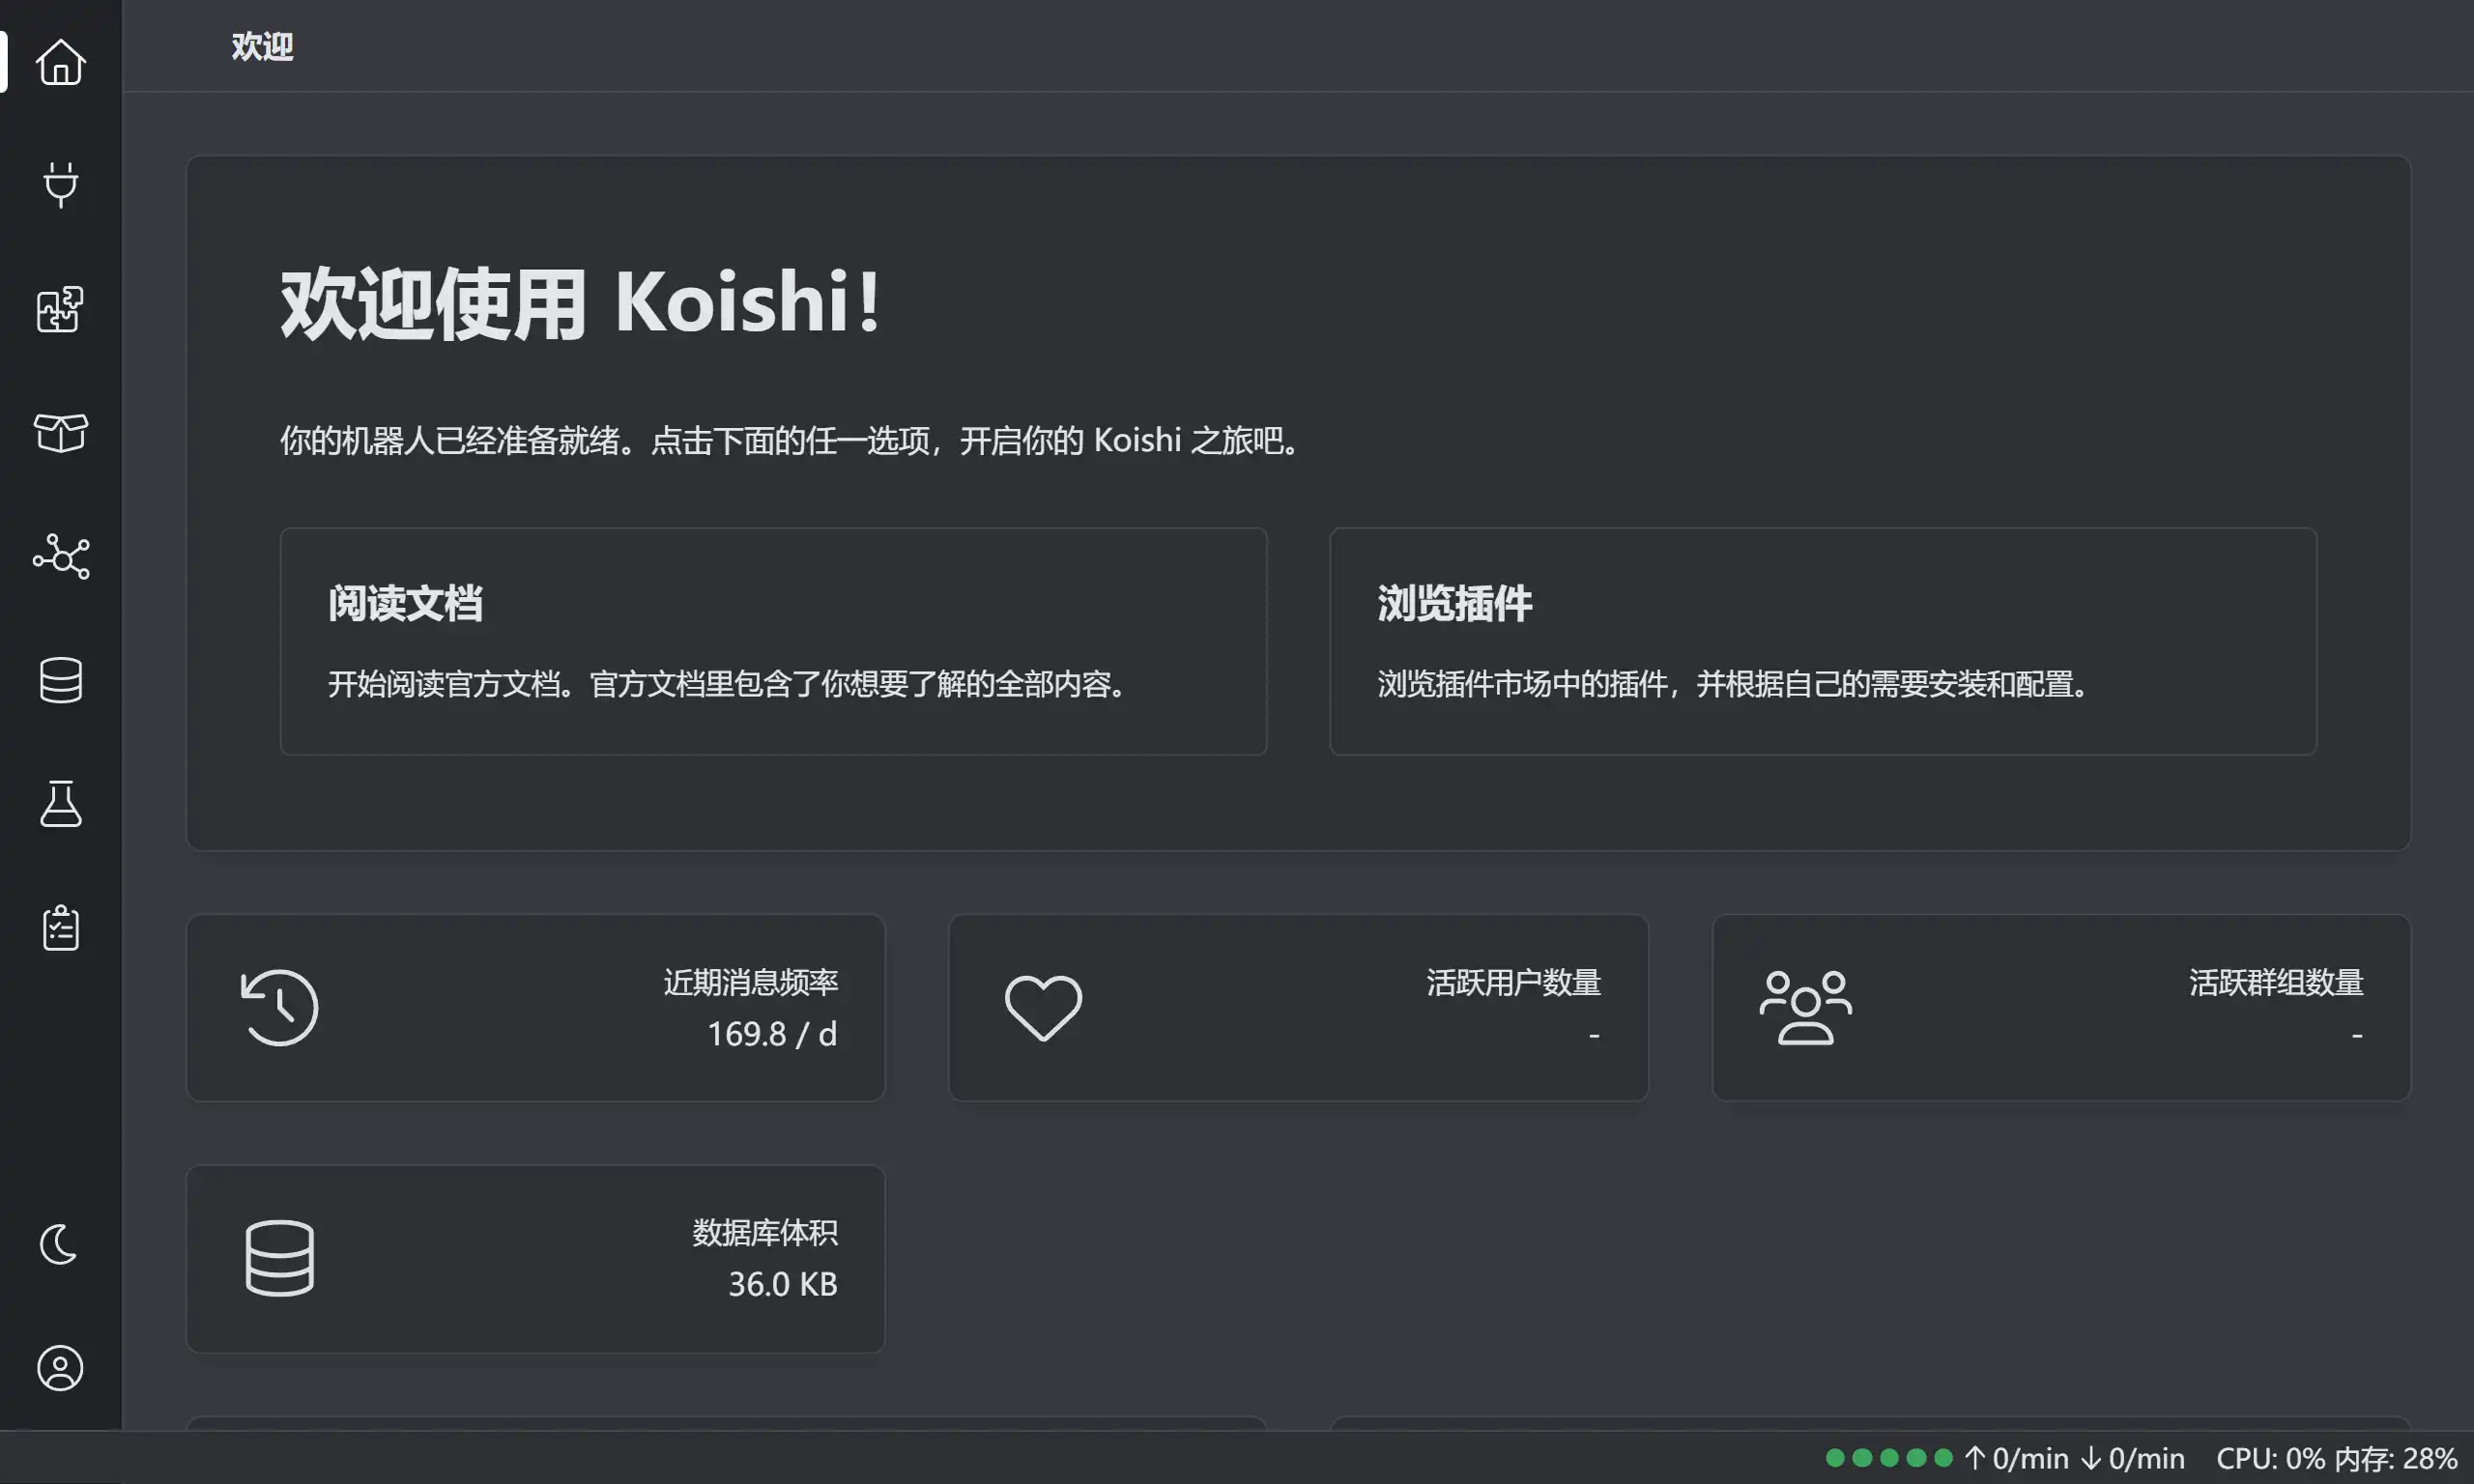 欢迎
欢迎使用 Koishi！
你的机器人已经准备就绪。点击下面的任一选项，开启你的 Koishi 之旅吧。
阅读文档
开始阅读官方文档。官方文档里包含了你想要了解的全部内容。
浏览插件
浏览插件市场中的插件，并根据自己的需要安装和配置。
近期消息频率
169.8 / d
活跃用户数量
-
活跃群组数量
-
数据库体积
36.0 KB
↑ 0/min ↓ 0/min CPU: 0% 内存: 28%